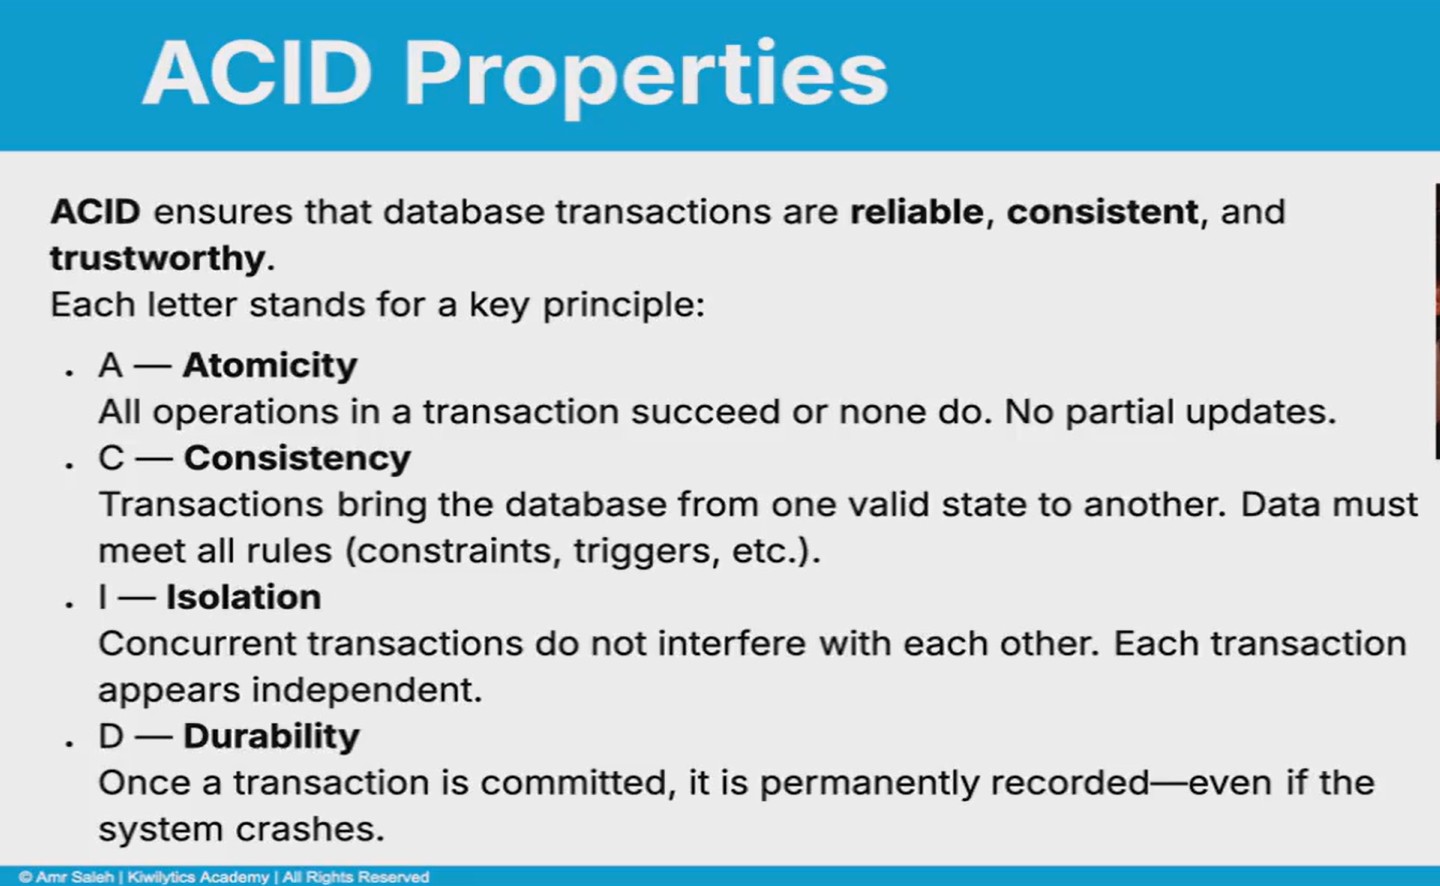 ACID Properties
ACID ensures that database transactions are reliable, consistent, and
trustworthy.
Each letter stands for a key principle:
. A — Atomicity
All operations in a transaction succeed or none do. No partial updates.
. C — Consistency
Transactions bring the database from one valid state to another. Data must
meet all rules (constraints, triggers, etc.).
. I — Isolation
Concurrent transactions do not interfere with each other. Each transaction
appears independent.
. D — Durability
Once a transaction is committed, it is permanently recorded—even if the
system crashes.
© Amr Saleh | Kiwilytics Academy | All Rights Reserved